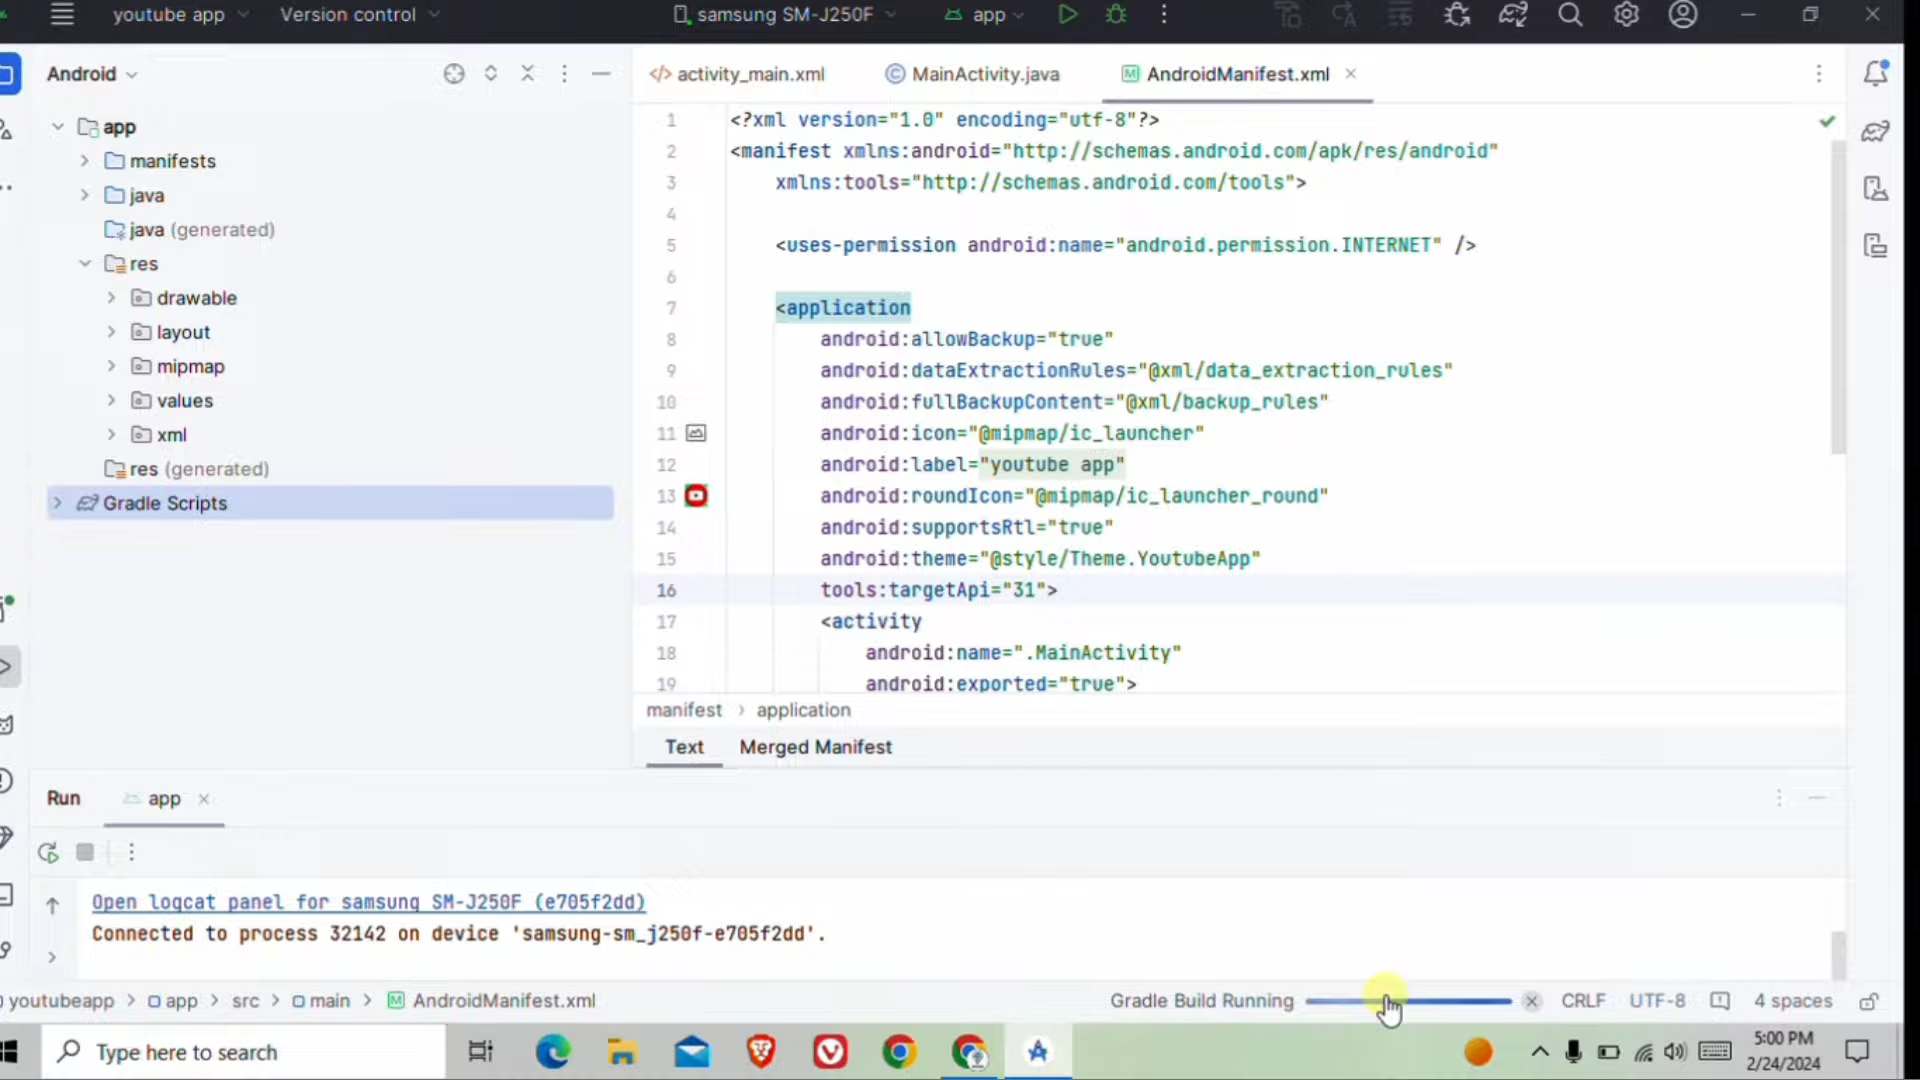 youtube app
Version control
samsung SM-J250F
app
Android
activity_main.xml
MainActivity.java
AndroidManifest.xml
app
manifests
java
java (generated)
res
drawable
layout
mipmap
values
xml
res (generated)
Gradle Scripts
1 <?xml version="1.0" encoding="utf-8"?>
2 <manifest xmlns:android="http://schemas.android.com/apk/res/android"
3 xmlns:tools="http://schemas.android.com/tools">
4
5 <uses-permission android:name="android.permission.INTERNET" />
6
7 <application
8 android:allowBackup="true"
9 android:dataExtractionRules="@xml/data_extraction_rules"
10 android:fullBackupContent="@xml/backup_rules"
11 android:icon="@mipmap/ic_launcher"
12 android:label="youtube app"
13 android:roundIcon="@mipmap/ic_launcher_round"
14 android:supportsRtl="true"
15 android:theme="@style/Theme.YoutubeApp"
16 tools:targetApi="31">
17 <activity
18 android:name=".MainActivity"
19 android:exported="true">
manifest > application
Text Merged Manifest
Run app
Open logcat panel for samsung SM-J250F (e705f2dd)
Connected to process 32142 on device 'samsung-sm_j250f-e705f2dd'.
youtubeapp > app > src > main > AndroidManifest.xml
Gradle Build Running
CRLF UTF-8 4 spaces
Type here to search
5:00 PM
2/24/2024